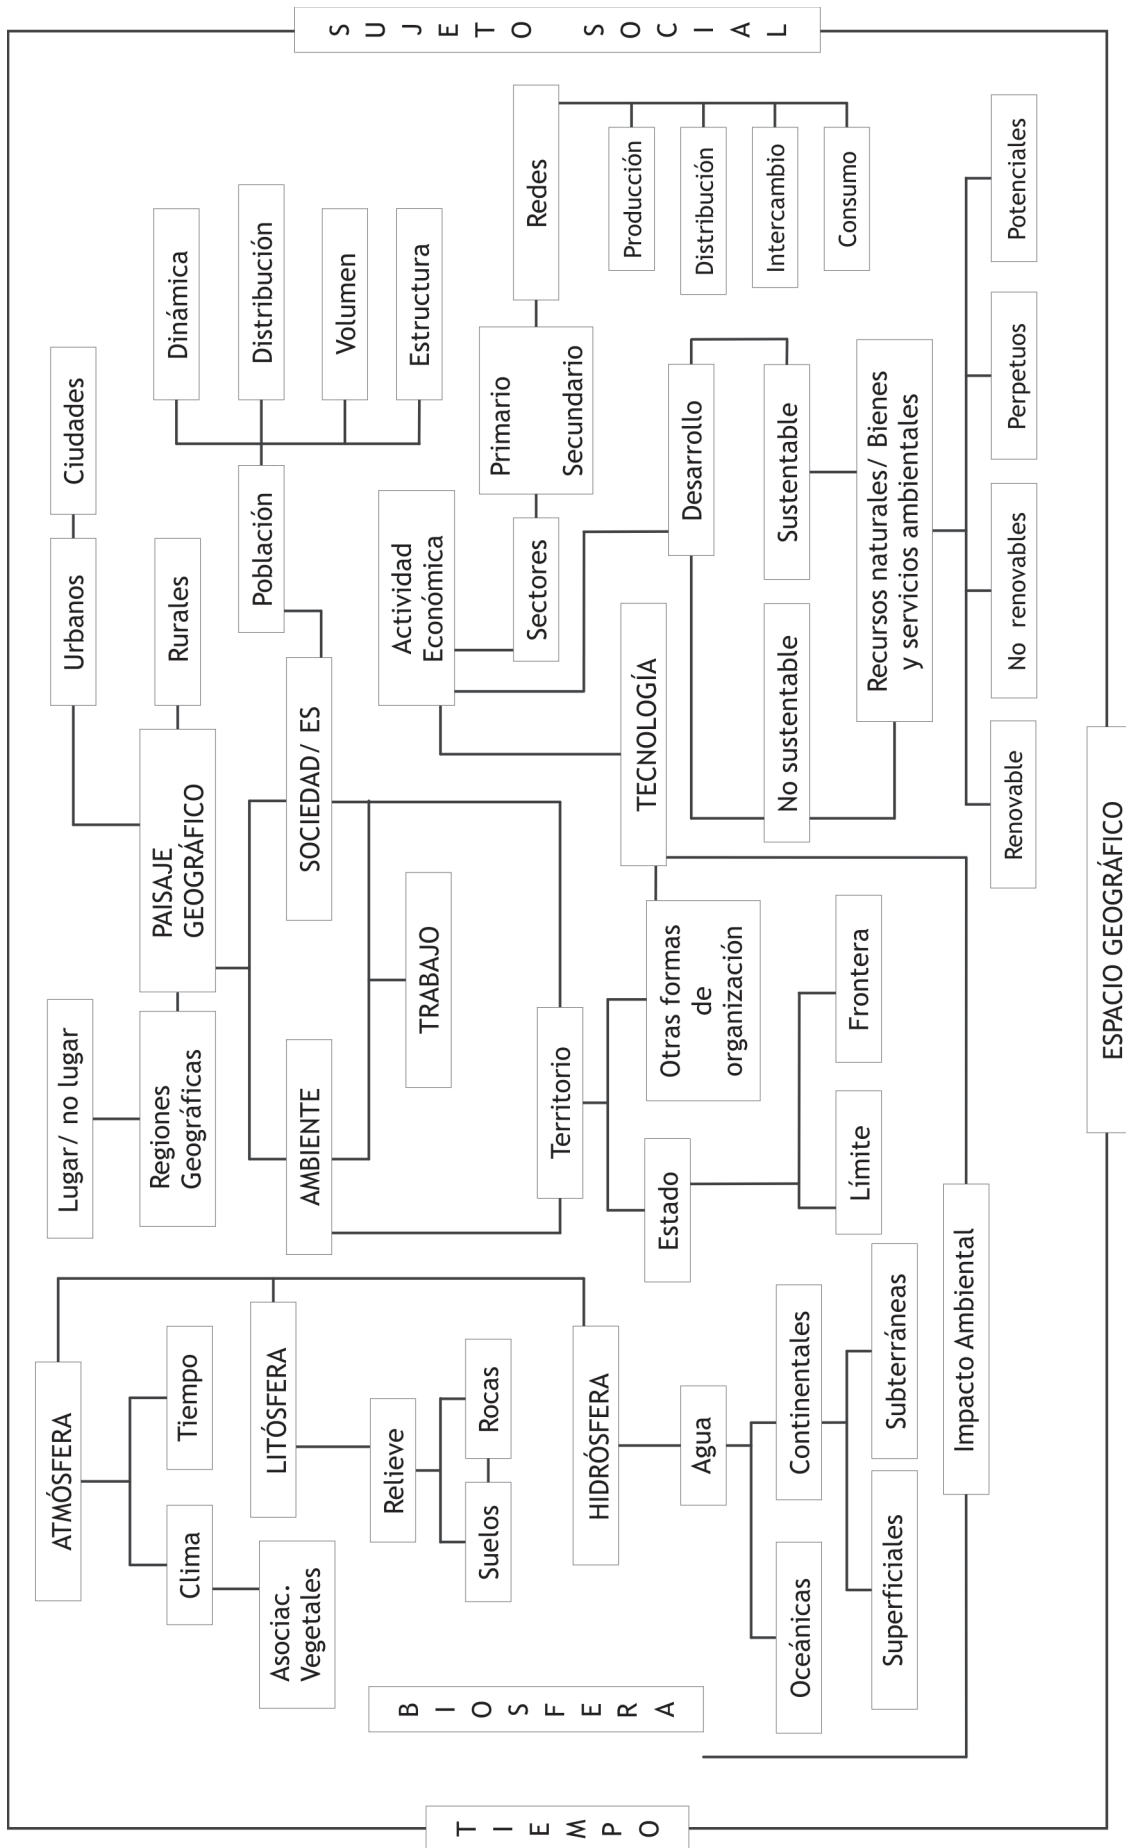 TIEMPO
SUJETO SOCIAL
BIOSFERA
ATMÓSFERA
Clima
Tiempo
Asociac.
Vegetales
LITÓSFERA
Relieve
Suelos
Rocas
HIDRÓSFERA
Agua
Oceánicas
Continentales
Superficiales
Subterráneas
Impacto Ambiental
Lugar/ no lugar
Regiones
Geográficas
PAISAJE
GEOGRÁFICO
Urbanos
Ciudades
Rurales
AMBIENTE
SOCIEDAD/ ES
TRABAJO
Territorio
Estado
Otras formas
de
organización
Límite
Frontera
Población
Dinámica
Distribución
Volumen
Estructura
Actividad
Económica
Sectores
Primario
Secundario
Redes
Producción
Distribución
Intercambio
Consumo
TECNOLOGÍA
Desarrollo
No sustentable
Sustentable
Recursos naturales/ Bienes
y servicios ambientales
Renovable
No renovables
Perpetuos
Potenciales
ESPACIO GEOGRÁFICO